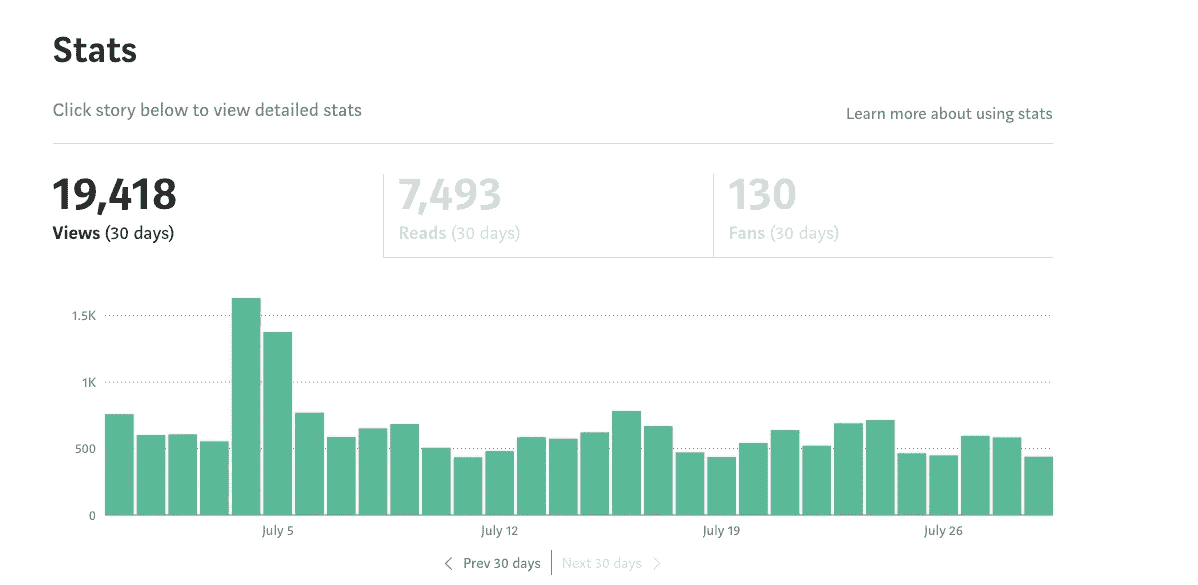 Stats
Click story below to view detailed stats
Learn more about using stats
19,418
Views (30 days)
7,493
Reads (30 days)
130
Fans (30 days)
1.5K
1K
500
0
July 5
July 12
July 19
July 26
Prev 30 days
Next 30 days